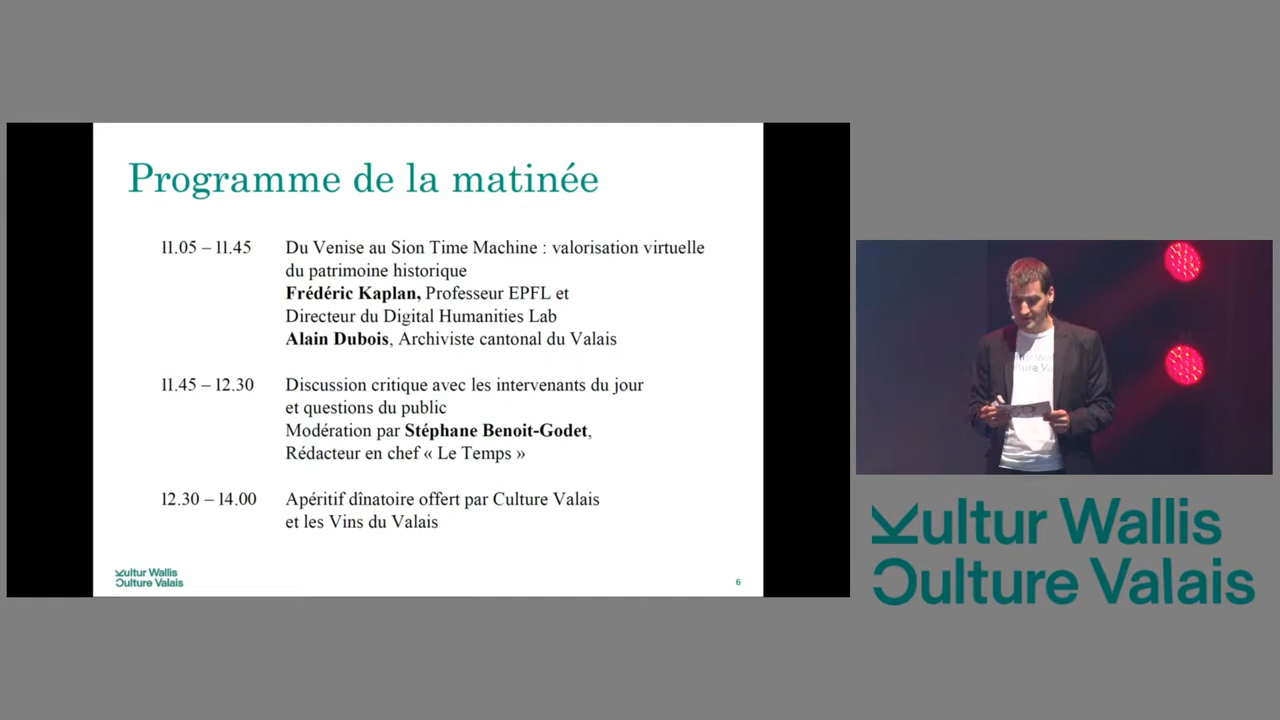 Programme de la matinée
11.05 – 11.45
Du Venise au Sion Time Machine : valorisation virtuelle
du patrimoine historique
Frédéric Kaplan, Professeur EPFL et
Directeur du Digital Humanities Lab
Alain Dubois, Archiviste cantonal du Valais
11.45 – 12.30
Discussion critique avec les intervenants du jour
et questions du public
Modération par Stéphane Benoit-Godet,
Rédacteur en chef « Le Temps »
12.30 – 14.00
Apéritif dînatoire offert par Culture Valais
et les Vins du Valais
Kultur Wallis
Culture Valais
6
Kultur Wallis
Culture Valais